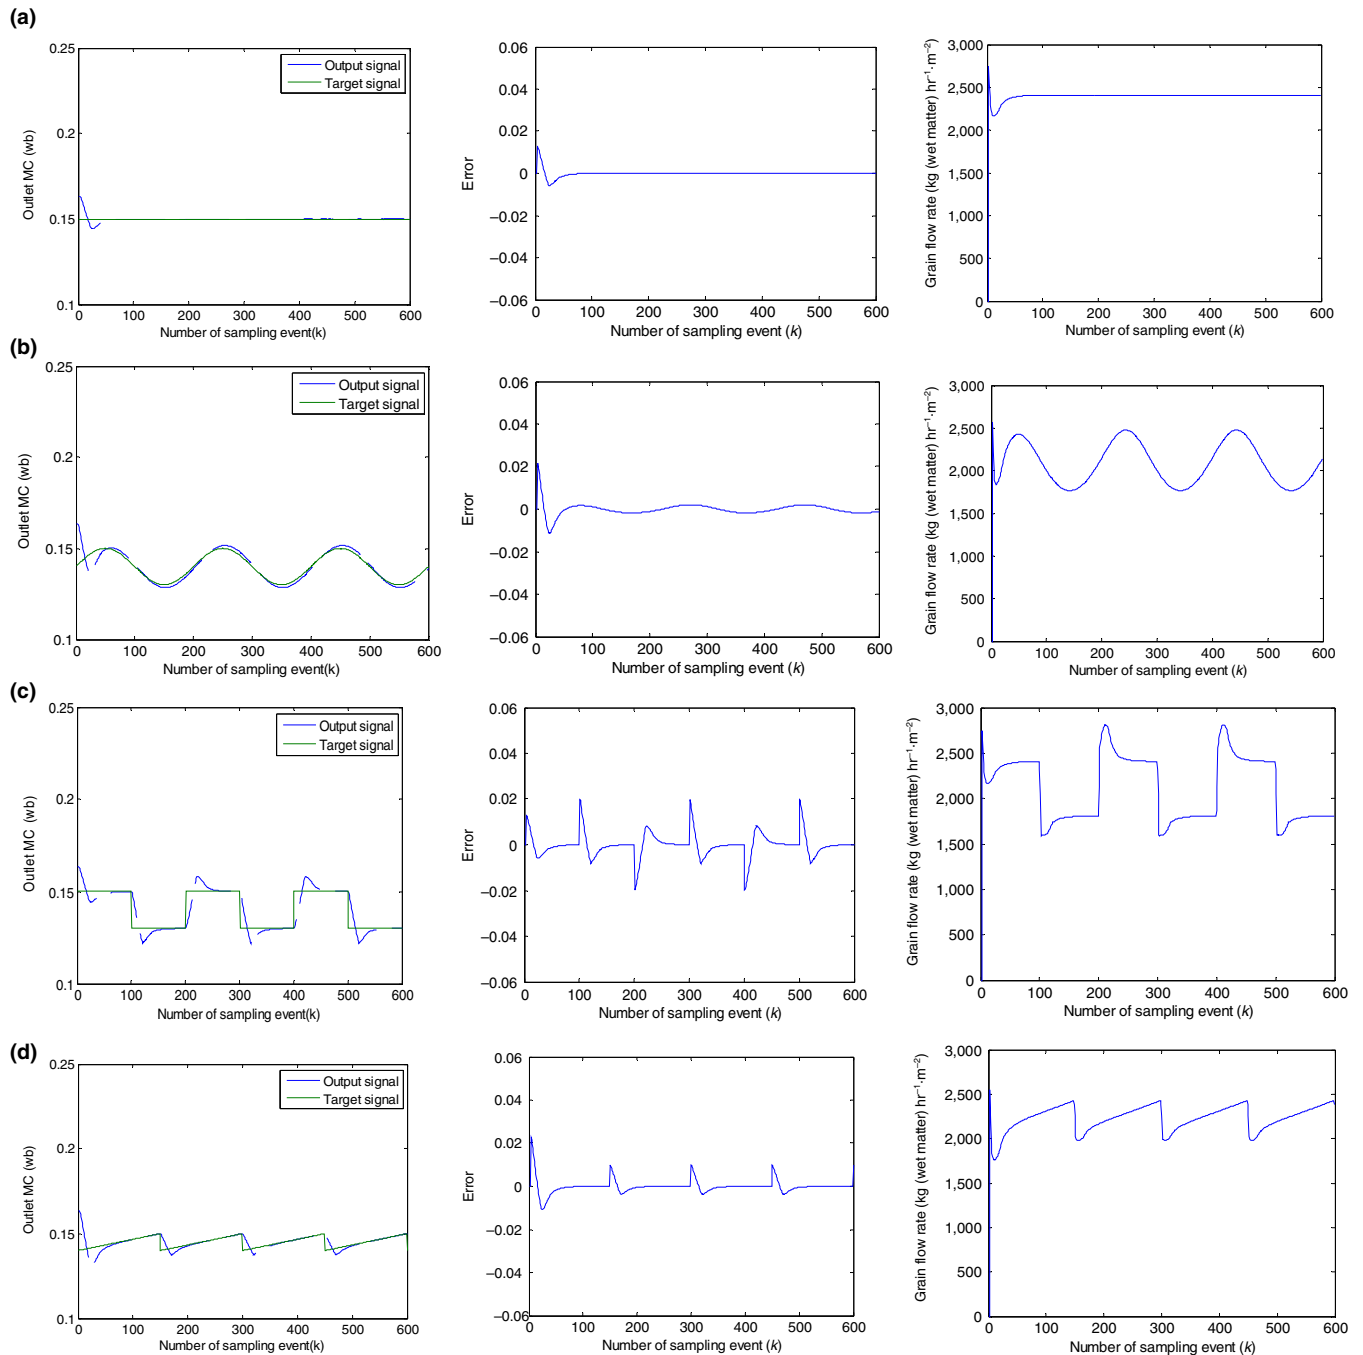 (a)
0.25
0.2
0.15
0.1
Outlet MC (wb)
Output signal
Target signal
0 100 200 300 400 500 600
Number of sampling event(k)
0.06
0.04
0.02
0
−0.02
−0.04
−0.06
Error
0 100 200 300 400 500 600
Number of sampling event (k)
3,000
2,500
2,000
1,500
1,000
500
0
Grain flow rate (kg (wet matter) hr⁻¹·m⁻²)
0 100 200 300 400 500 600
Number of sampling event (k)
(b)
0.25
0.2
0.15
0.1
Outlet MC (wb)
Output signal
Target signal
0 100 200 300 400 500 600
Number of sampling event(k)
0.06
0.04
0.02
0
−0.02
−0.04
−0.06
Error
0 100 200 300 400 500 600
Number of sampling event (k)
3,000
2,500
2,000
1,500
1,000
500
0
Grain flow rate (kg (wet matter) hr⁻¹·m⁻²)
0 100 200 300 400 500 600
Number of sampling event (k)
(c)
0.25
0.2
0.15
0.1
Outlet MC (wb)
Output signal
Target signal
0 100 200 300 400 500 600
Number of sampling event(k)
0.06
0.04
0.02
0
−0.02
−0.04
−0.06
Error
0 100 200 300 400 500 600
Number of sampling event (k)
3,000
2,500
2,000
1,500
1,000
500
0
Grain flow rate (kg (wet matter) hr⁻¹·m⁻²)
0 100 200 300 400 500 600
Number of sampling event (k)
(d)
0.25
0.2
0.15
0.1
Outlet MC (wb)
Output signal
Target signal
0 100 200 300 400 500 600
Number of sampling event(k)
0.06
0.04
0.02
0
−0.02
−0.04
−0.06
Error
0 100 200 300 400 500 600
Number of sampling event (k)
3,000
2,500
2,000
1,500
1,000
500
0
Grain flow rate (kg (wet matter) hr⁻¹·m⁻²)
0 100 200 300 400 500 600
Number of sampling event (k)